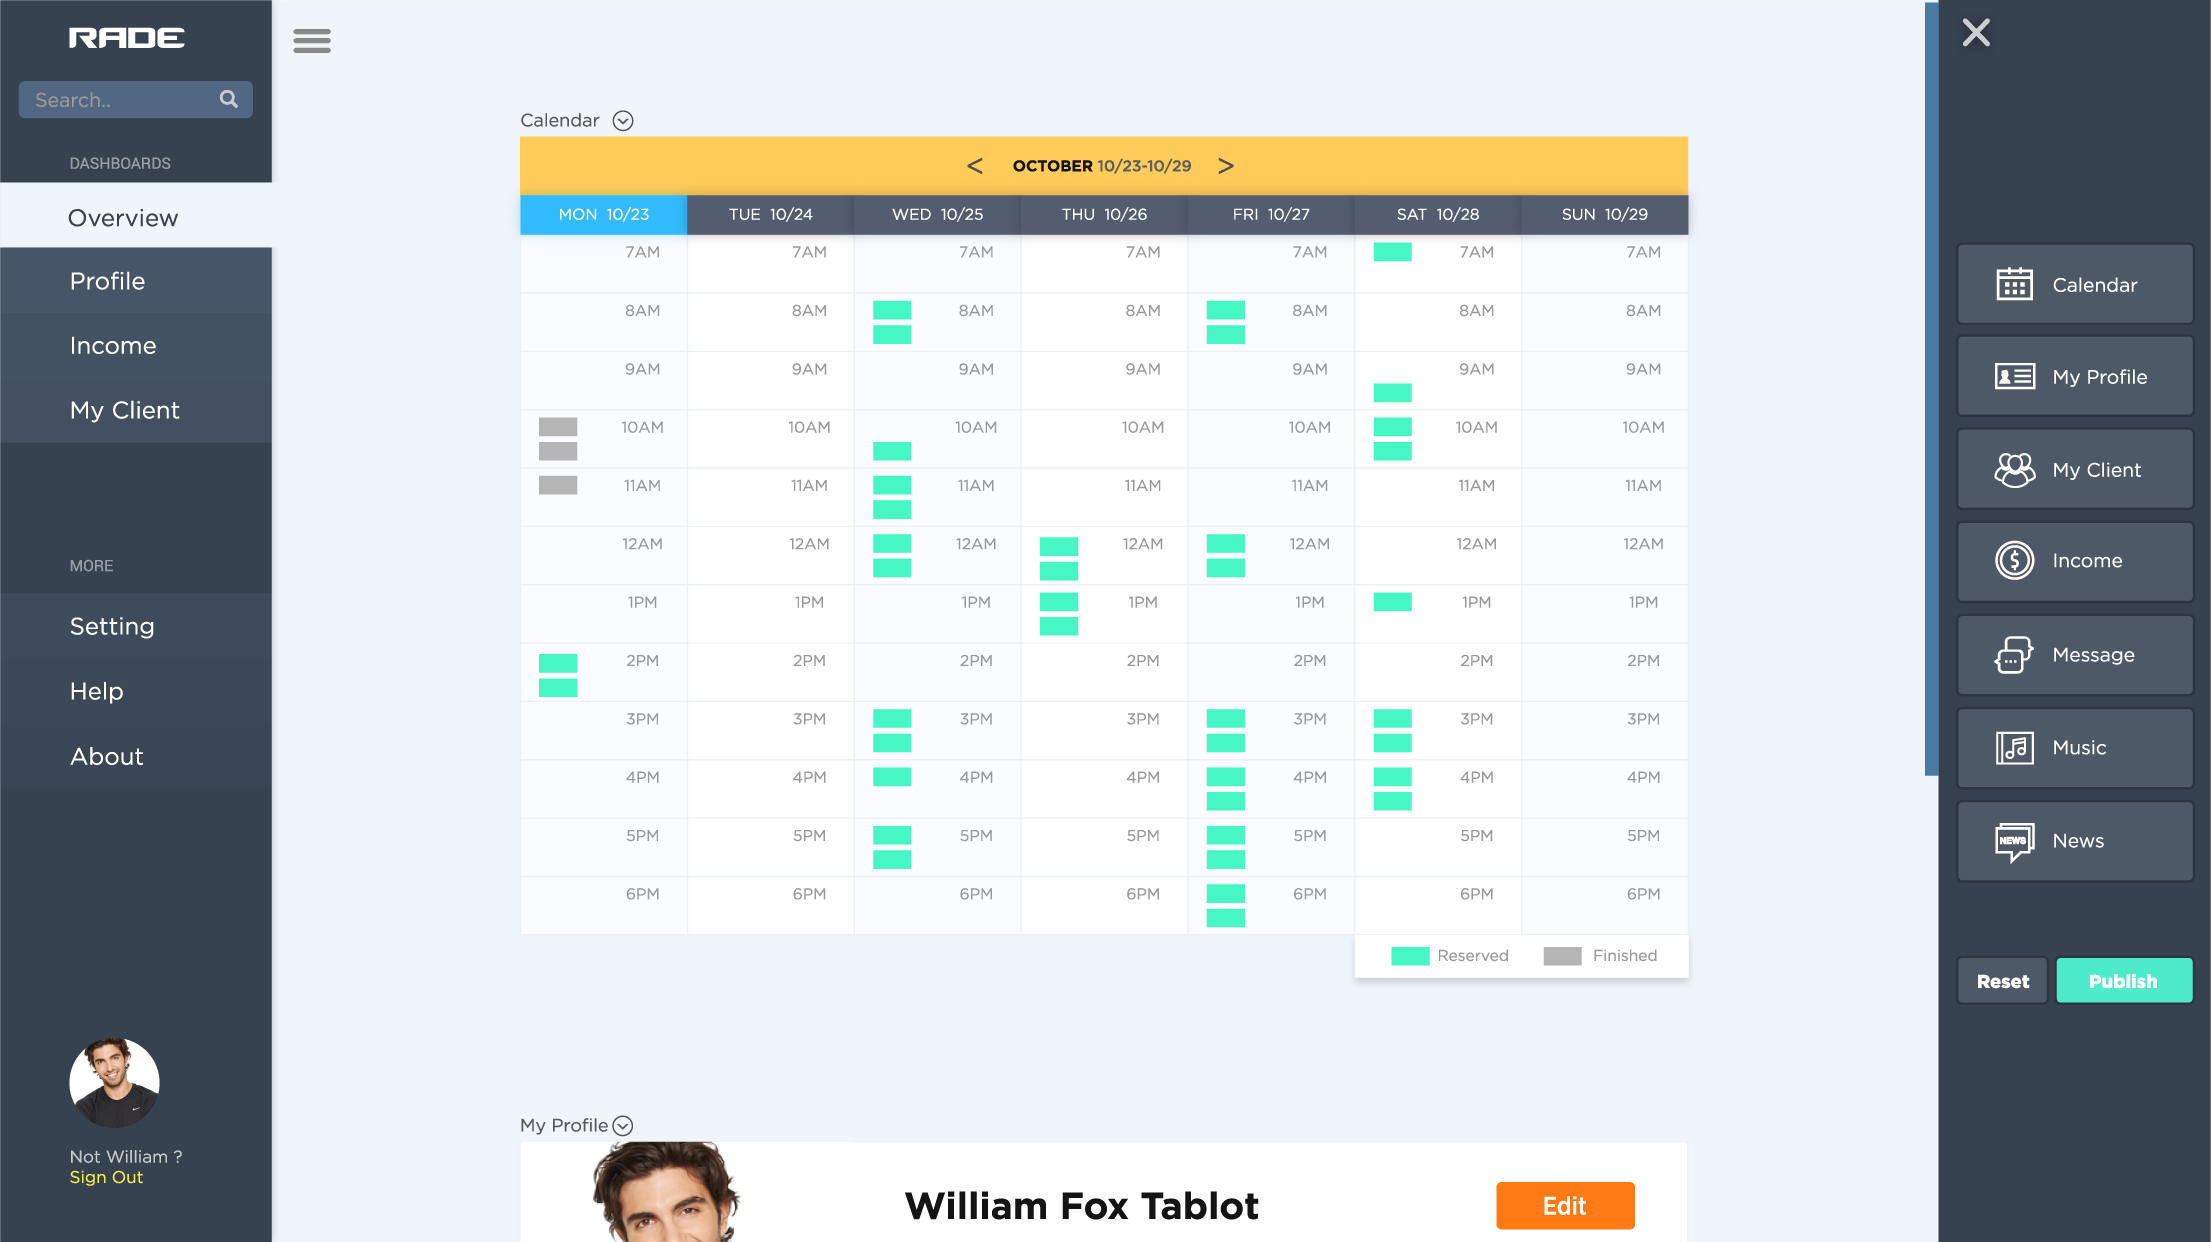 RADE
Search..
DASHBOARDS
Overview
Profile
Income
My Client
MORE
Setting
Help
About
Not William ?
Sign Out
Calendar
< OCTOBER 10/23-10/29 >
MON 10/23 TUE 10/24 WED 10/25 THU 10/26 FRI 10/27 SAT 10/28 SUN 10/29
7AM 7AM 7AM 7AM 7AM 7AM 7AM
8AM 8AM 8AM 8AM 8AM 8AM 8AM
9AM 9AM 9AM 9AM 9AM 9AM 9AM
10AM 10AM 10AM 10AM 10AM 10AM 10AM
11AM 11AM 11AM 11AM 11AM 11AM 11AM
12AM 12AM 12AM 12AM 12AM 12AM 12AM
1PM 1PM 1PM 1PM 1PM 1PM 1PM
2PM 2PM 2PM 2PM 2PM 2PM 2PM
3PM 3PM 3PM 3PM 3PM 3PM 3PM
4PM 4PM 4PM 4PM 4PM 4PM 4PM
5PM 5PM 5PM 5PM 5PM 5PM 5PM
6PM 6PM 6PM 6PM 6PM 6PM 6PM
Reserved Finished
My Profile
William Fox Tablot
Edit
Calendar
My Profile
My Client
$ Income
Message
Music
NEWS News
Reset Publish